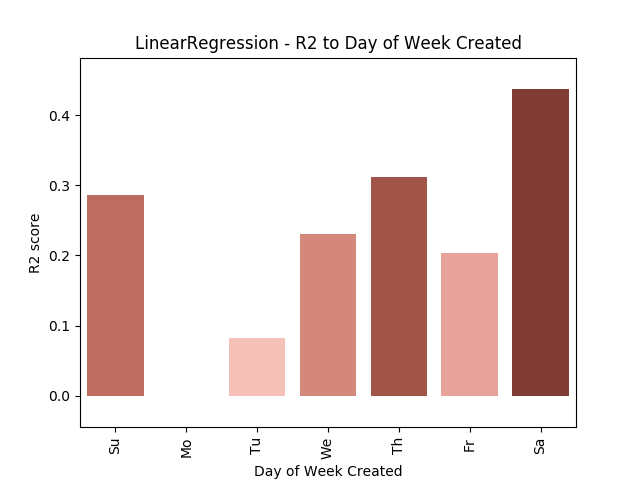 LinearRegression - R2 to Day of Week Created
R2 score
0.4
0.3
0.2
0.1
0.0
Su Mo Tu We Th Fr Sa
Day of Week Created